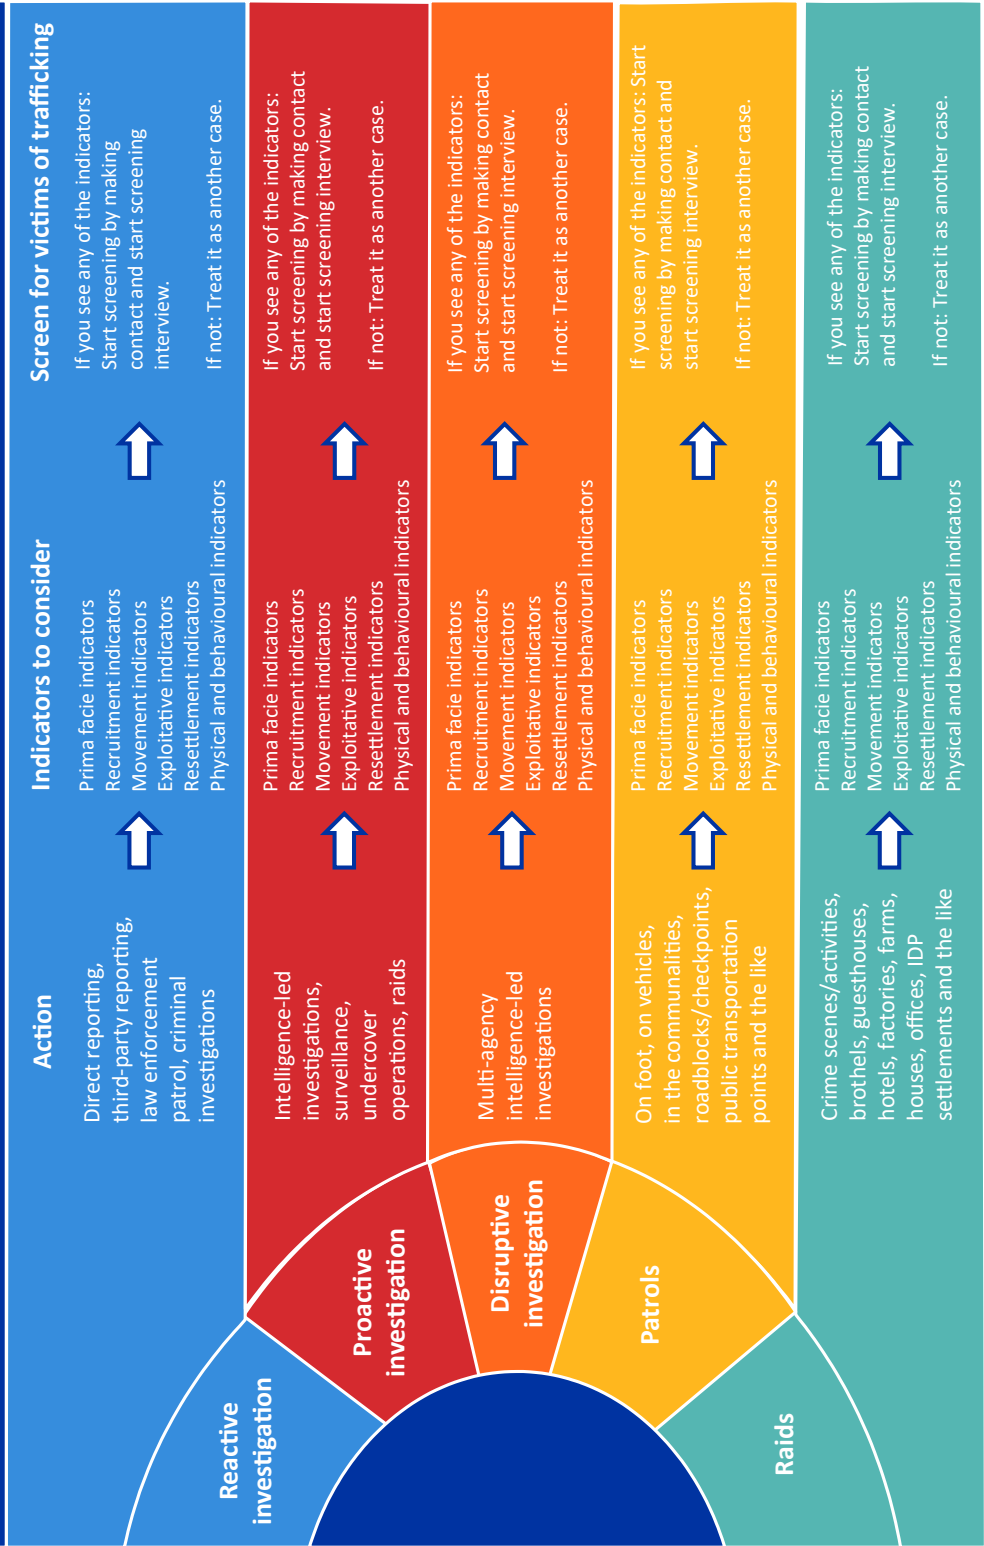 Action
Indicators to consider
Screen for victims of trafficking
Reactive
investigation
Direct reporting,
third-party reporting,
law enforcement
patrol, criminal
investigations
Prima facie indicators
Recruitment indicators
Movement indicators
Exploitative indicators
Resettlement indicators
Physical and behavioural indicators
If you see any of the indicators:
Start screening by making
contact and start screening
interview.
If not: Treat it as another case.
Proactive
investigation
Intelligence-led
investigations,
surveillance,
undercover
operations, raids
Prima facie indicators
Recruitment indicators
Movement indicators
Exploitative indicators
Resettlement indicators
Physical and behavioural indicators
If you see any of the indicators:
Start screening by making contact
and start screening interview.
If not: Treat it as another case.
Disruptive
investigation
Multi-agency
intelligence-led
investigations
Prima facie indicators
Recruitment indicators
Movement indicators
Exploitative indicators
Resettlement indicators
Physical and behavioural indicators
If you see any of the indicators:
Start screening by making contact
and start screening interview.
If not: Treat it as another case.
Patrols
On foot, on vehicles,
in the communalities,
roadblocks/checkpoints,
public transportation
points and the like
Prima facie indicators
Recruitment indicators
Movement indicators
Exploitative indicators
Resettlement indicators
Physical and behavioural indicators
If you see any of the indicators: Start
screening by making contact and
start screening interview.
If not: Treat it as another case.
Raids
Crime scenes/activities,
brothels, guesthouses,
hotels, factories, farms,
houses, offices, IDP
settlements and the like
Prima facie indicators
Recruitment indicators
Movement indicators
Exploitative indicators
Resettlement indicators
Physical and behavioural indicators
If you see any of the indicators:
Start screening by making contact
and start screening interview.
If not: Treat it as another case.